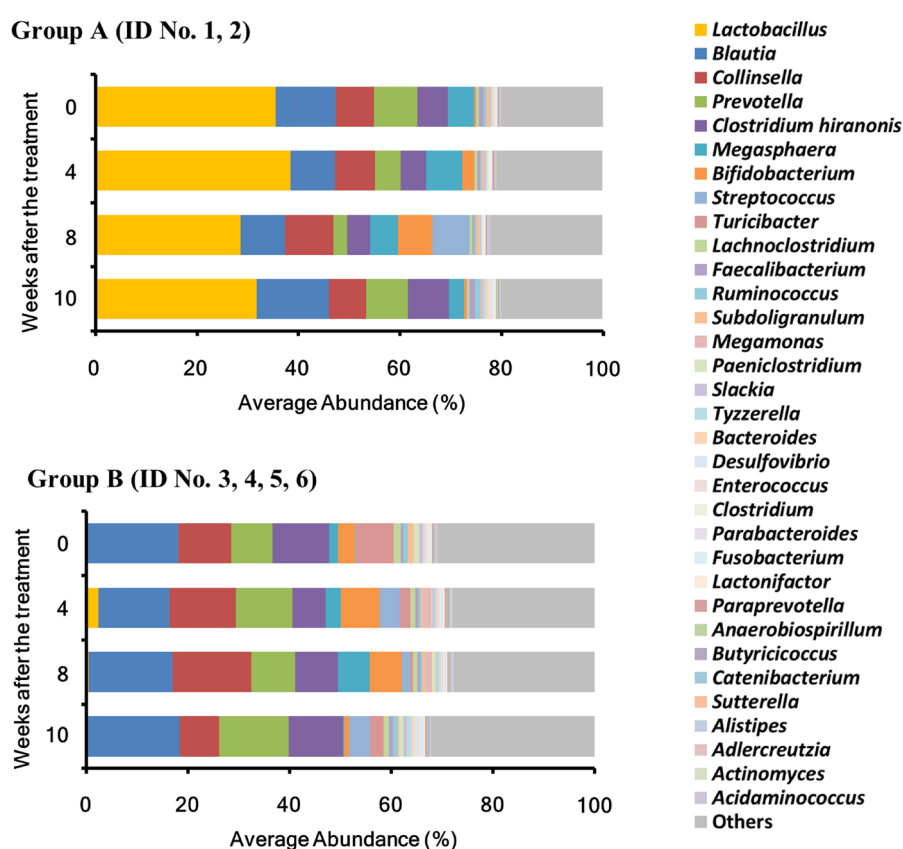 Group A (ID No. 1, 2)
Weeks after the treatment
0
4
8
10
0 20 40 60 80 100
Average Abundance (%)
Group B (ID No. 3, 4, 5, 6)
Weeks after the treatment
0
4
8
10
0 20 40 60 80 100
Average Abundance (%)
Lactobacillus
Blautia
Collinsella
Prevotella
Clostridium hiranonis
Megasphaera
Bifidobacterium
Streptococcus
Turicibacter
Lachnoclostridium
Faecalibacterium
Ruminococcus
Subdoligranulum
Megamonas
Paeniclostridium
Slackia
Tyzzerella
Bacteroides
Desulfovibrio
Enterococcus
Clostridium
Parabacteroides
Fusobacterium
Lactonifactor
Paraprevotella
Anaerobiospirillum
Butyricicoccus
Catenibacterium
Sutterella
Alistipes
Adlercreutzia
Actinomyces
Acidaminococcus
Others